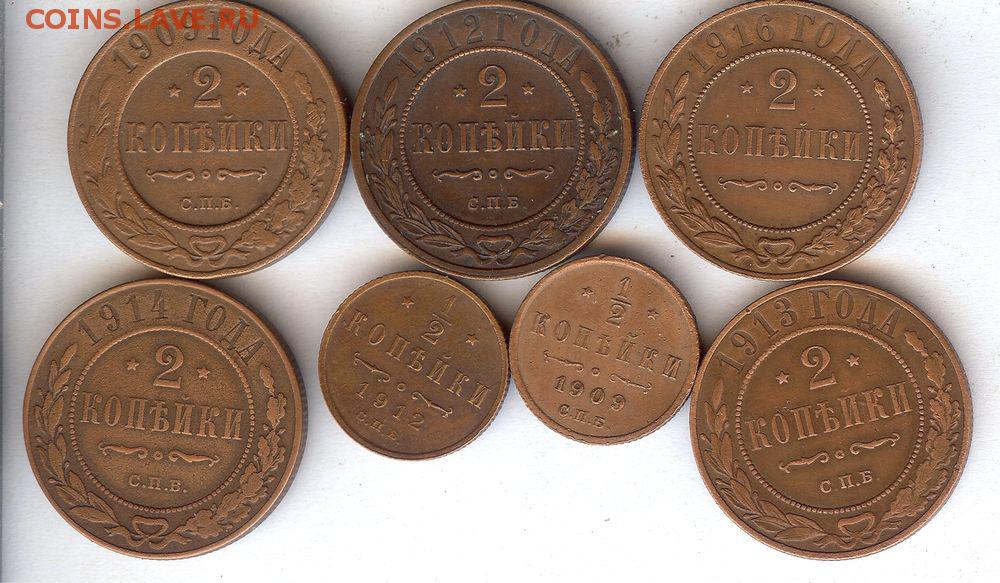 COINS.LAVE.РУ
1909 ГОДА
2
КОПѢЙКИ
С.П.Б.
1912 ГОДА
2
КОПѢЙКИ
С.П.Б
1916 ГОДА
2
КОПѢЙКИ
1914 ГОДА
2
КОПѢЙКИ
С.П.Б.
1/2
КОПѢЙКИ
1912
С.П.Б
1/2
КОПѢЙКИ
1909
С.П.Б.
1913 ГОДА
2
КОПѢЙКИ
С.П.Б